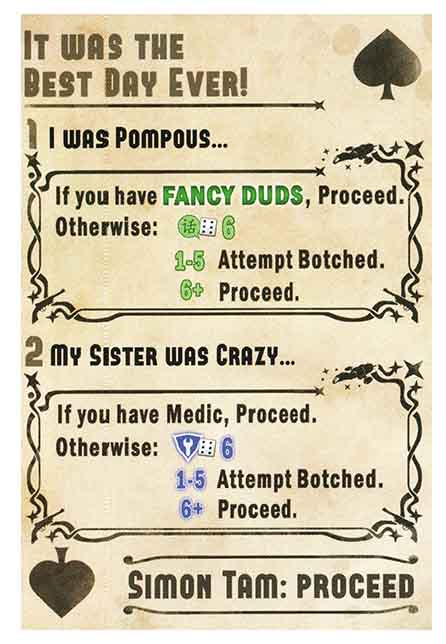 IT WAS THE
BEST DAY EVER!
1 I WAS POMPOUS...
If you have FANCY DUDS, Proceed.
Otherwise: 话 6
1-5 Attempt Botched.
6+ Proceed.
2 MY SISTER WAS CRAZY...
If you have Medic, Proceed.
Otherwise: 6
1-5 Attempt Botched.
6+ Proceed.
SIMON TAM: PROCEED